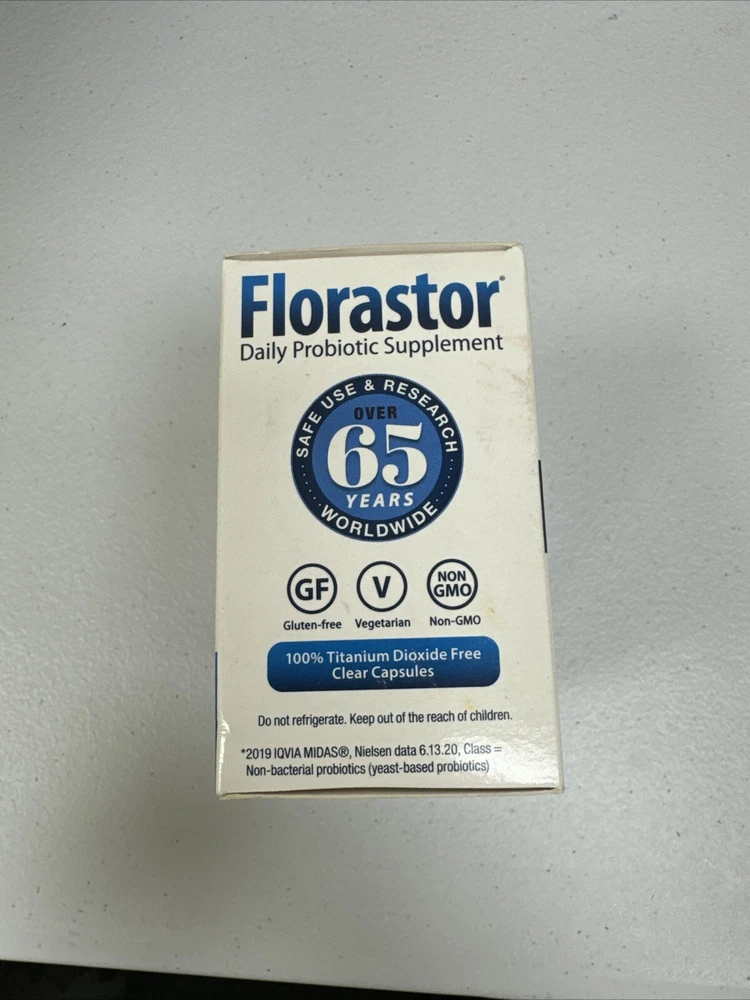 Florastor®
Daily Probiotic Supplement
SAFE USE & RESEARCH
OVER
65
YEARS
WORLDWIDE
GF
V
NON
GMO
Gluten-free
Vegetarian
Non-GMO
100% Titanium Dioxide Free
Clear Capsules
Do not refrigerate. Keep out of the reach of children.
*2019 IQVIA MIDAS®, Nielsen data 6.13.20, Class =
Non-bacterial probiotics (yeast-based probiotics)